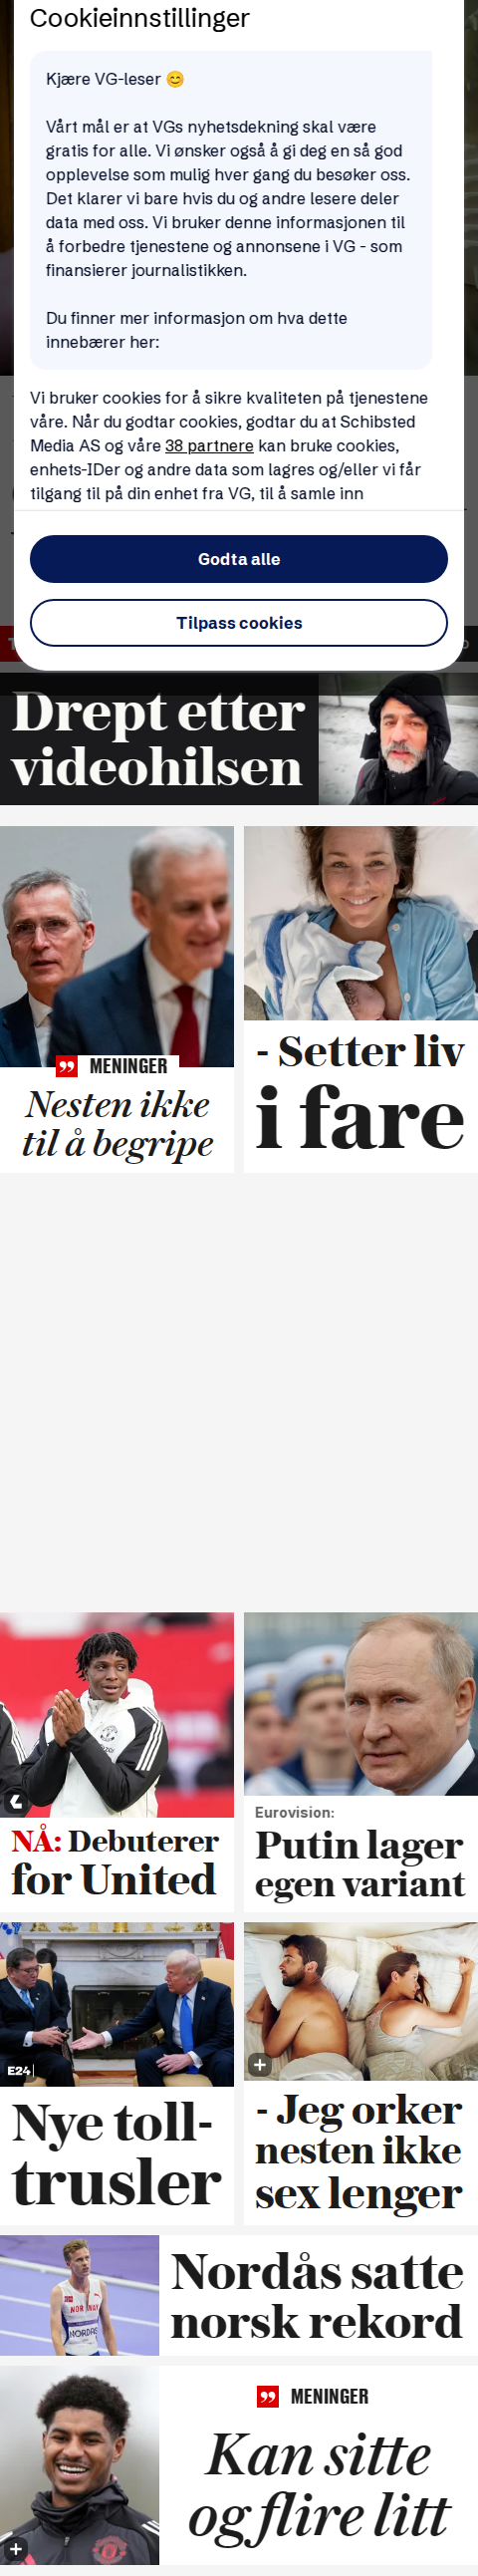 Cookieinnstillinger
Kjære VG-leser 😊
Vårt mål er at VGs nyhetsdekning skal være
gratis for alle. Vi ønsker også å gi deg en så god
opplevelse som mulig hver gang du besøker oss.
Det klarer vi bare hvis du og andre lesere deler
data med oss. Vi bruker denne informasjonen til
å forbedre tjenestene og annonsene i VG - som
finansierer journalistikken.
Du finner mer informasjon om hva dette
innebærer her:
Vi bruker cookies for å sikre kvaliteten på tjenestene
våre. Når du godtar cookies, godtar du at Schibsted
Media AS og våre 38 partnere kan bruke cookies,
enhets-IDer og andre data som lagres og/eller vi får
tilgang til på din enhet fra VG, til å samle inn
Godta alle
Tilpass cookies
Drept etter
videohilsen
MENINGER
Nesten ikke
til å begripe
- Setter liv
i fare
NÅ: Debuterer
for United
Eurovision:
Putin lager
egen variant
E24
Nye toll-
trusler
- Jeg orker
nesten ikke
sex lenger
NORWAY
NORDÅS
Nordås satte
norsk rekord
MENINGER
Kan sitte
og flire litt